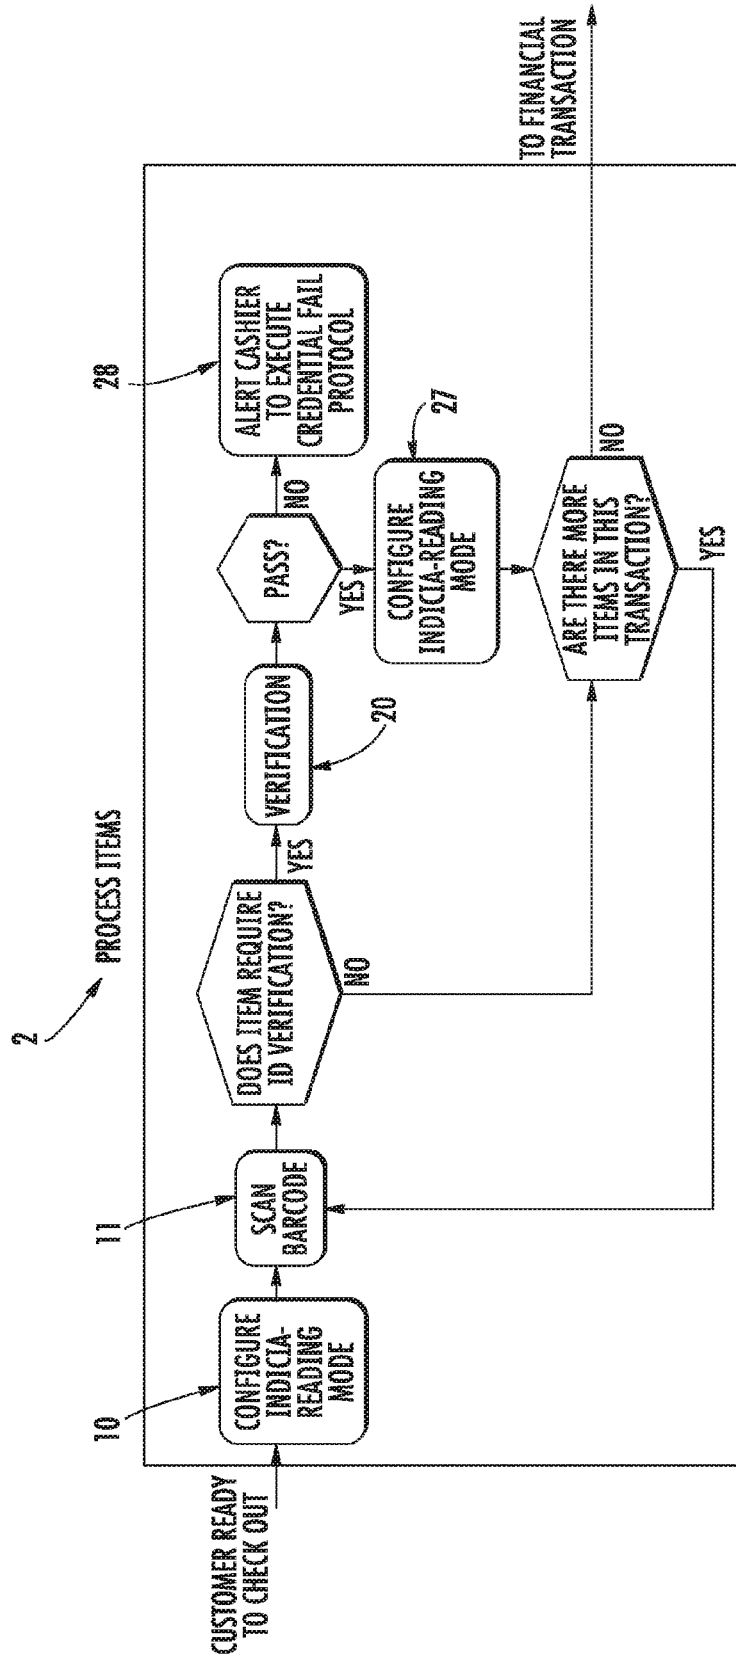 2
PROCESS ITEMS
CUSTOMER READY
TO CHECK OUT
10
CONFIGURE
INDICIA-
READING
MODE
11
SCAN
BARCODE
DOES ITEM REQUIRE
ID VERIFICATION?
YES
NO
VERIFICATION
20
PASS?
NO
YES
28
ALERT CASHIER
TO EXECUTE
CREDENTIAL FAIL
PROTOCOL
CONFIGURE
INDICIA-READING
MODE
27
ARE THERE MORE
ITEMS IN THIS
TRANSACTION?
NO
YES
TO FINANCIAL
TRANSACTION